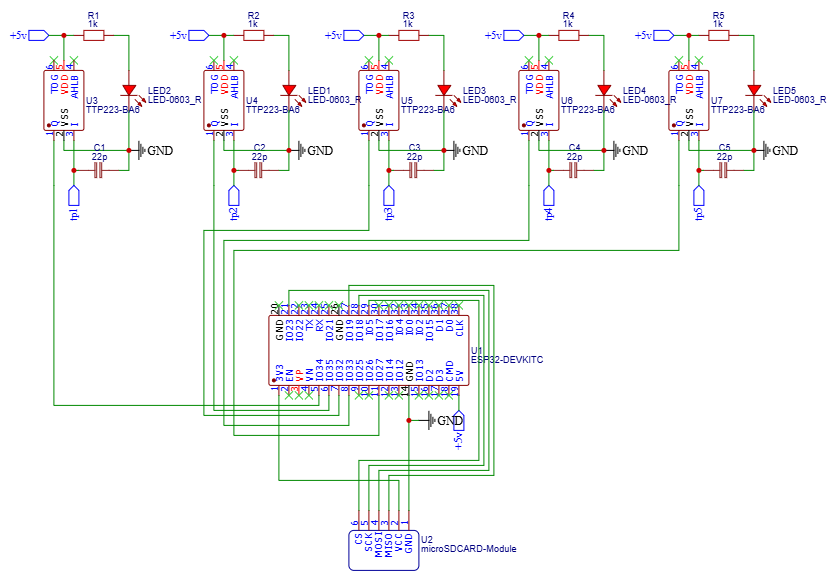 R1
1k
R2
1k
R3
1k
R4
1k
R5
1k
+5v
+5v
+5v
+5v
+5v
6 5 4
6 5 4
6 5 4
6 5 4
6 5 4
TOG VDD AHLB
TOG VDD AHLB
TOG VDD AHLB
TOG VDD AHLB
TOG VDD AHLB
LED2
LED-0603_R
LED1
LED-0603_R
LED3
LED-0603_R
LED4
LED-0603_R
LED5
LED-0603_R
U3
TTP223-BA6
U4
TTP223-BA6
U5
TTP223-BA6
U6
TTP223-BA6
U7
TTP223-BA6
Q VSS I
Q VSS I
Q VSS I
Q VSS I
Q VSS I
1 2 3
1 2 3
1 2 3
1 2 3
1 2 3
C1
22p
C2
22p
C3
22p
C4
22p
C5
22p
GND
GND
GND
GND
GND
tp1
tp2
tp3
tp4
tp5
20 21 22 23 24 25 26 27 28 29 30 31 32 33 34 35 36 37 38
GND IO23 IO22 TX RX IO21 GND IO19 IO18 IO5 IO17 IO16 IO4 IO0 IO2 IO15 D1 D0 CLK
U1
ESP32-DEVKITC
3V3 EN VP VN IO34 IO35 IO32 IO33 IO25 IO26 IO27 IO14 IO12 GND IO13 D2 D3 CMD 5V
1 2 3 4 5 6 7 8 9 10 11 12 13 14 15 16 17 18 19
GND
+5v
6 5 4 3 2 1
CS SCK MOSI MISO VCC GND
U2
microSDCARD-Module